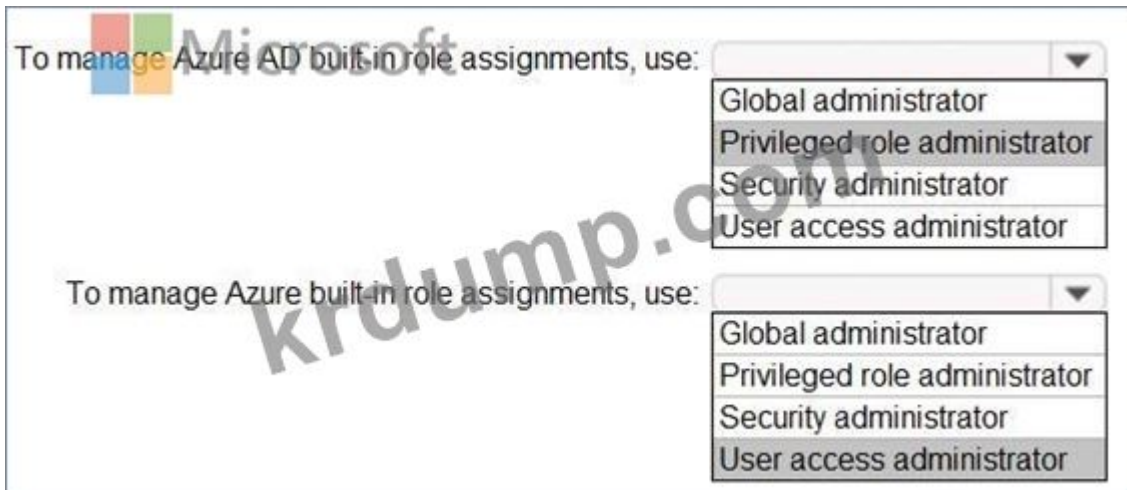 Microsoft
To manage Azure AD built-in role assignments, use:
Global administrator
Privileged role administrator
Security administrator
User access administrator
krdump.com
To manage Azure built-in role assignments, use:
Global administrator
Privileged role administrator
Security administrator
User access administrator